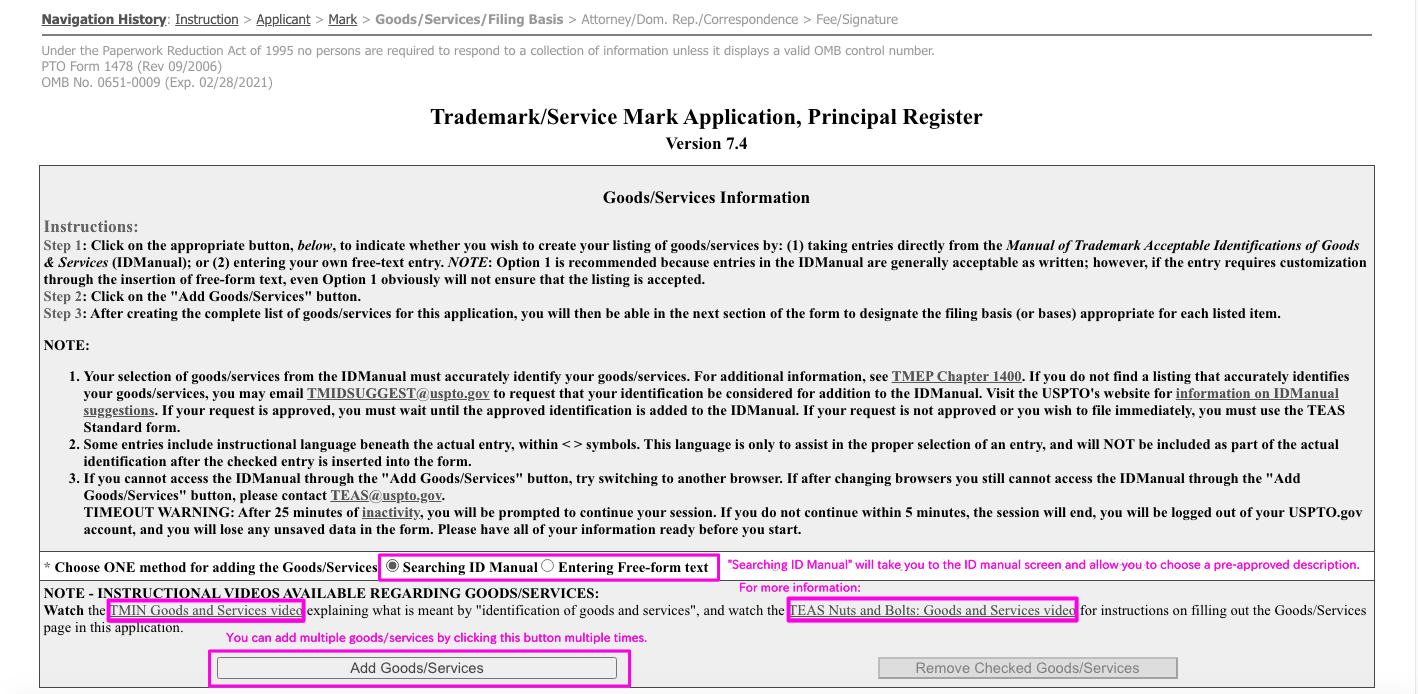 Navigation History: Instruction > Applicant > Mark > Goods/Services/Filing Basis > Attorney/Dom. Rep./Correspondence > Fee/Signature
Under the Paperwork Reduction Act of 1995 no persons are required to respond to a collection of information unless it displays a valid OMB control number.
PTO Form 1478 (Rev 09/2006)
OMB No. 0651-0009 (Exp. 02/28/2021)
Trademark/Service Mark Application, Principal Register
Version 7.4
Goods/Services Information
Instructions:
Step 1: Click on the appropriate button, below, to indicate whether you wish to create your listing of goods/services by: (1) taking entries directly from the Manual of Trademark Acceptable Identifications of Goods
& Services (IDManual); or (2) entering your own free-text entry. NOTE: Option 1 is recommended because entries in the IDManual are generally acceptable as written; however, if the entry requires customization
through the insertion of free-form text, even Option 1 obviously will not ensure that the listing is accepted.
Step 2: Click on the "Add Goods/Services" button.
Step 3: After creating the complete list of goods/services for this application, you will then be able in the next section of the form to designate the filing basis (or bases) appropriate for each listed item.
NOTE:
1. Your selection of goods/services from the IDManual must accurately identify your goods/services. For additional information, see TMEP Chapter 1400. If you do not find a listing that accurately identifies
your goods/services, you may email TMIDSUGGEST@uspto.gov to request that your identification be considered for addition to the IDManual. Visit the USPTO's website for information on IDManual
suggestions. If your request is approved, you must wait until the approved identification is added to the IDManual. If your request is not approved or you wish to file immediately, you must use the TEAS
Standard form.
2. Some entries include instructional language beneath the actual entry, within < > symbols. This language is only to assist in the proper selection of an entry, and will NOT be included as part of the actual
identification after the checked entry is inserted into the form.
3. If you cannot access the IDManual through the "Add Goods/Services" button, try switching to another browser. If after changing browsers you still cannot access the IDManual through the "Add
Goods/Services" button, please contact TEAS@uspto.gov.
TIMEOUT WARNING: After 25 minutes of inactivity, you will be prompted to continue your session. If you do not continue within 5 minutes, the session will end, you will be logged out of your USPTO.gov
account, and you will lose any unsaved data in the form. Please have all of your information ready before you start.
* Choose ONE method for adding the Goods/Services Searching ID Manual Entering Free-form text "Searching ID Manual" will take you to the ID manual screen and allow you to choose a pre-approved description.
For more information:
NOTE - INSTRUCTIONAL VIDEOS AVAILABLE REGARDING GOODS/SERVICES:
Watch the TMIN Goods and Services video explaining what is meant by "identification of goods and services", and watch the TEAS Nuts and Bolts: Goods and Services video for instructions on filling out the Goods/Services
page in this application.
You can add multiple goods/services by clicking this button multiple times.
Add Goods/Services Remove Checked Goods/Services